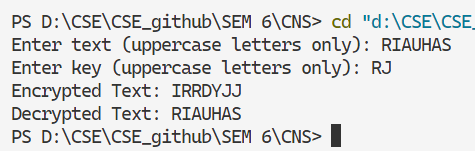 PS D:\CSE\CSE_github\SEM 6\CNS> cd "d:\CSE\CSE_
Enter text (uppercase letters only): RIAUHAS
Enter key (uppercase letters only): RJ
Encrypted Text: IRRDYJJ
Decrypted Text: RIAUHAS
PS D:\CSE\CSE_github\SEM 6\CNS>